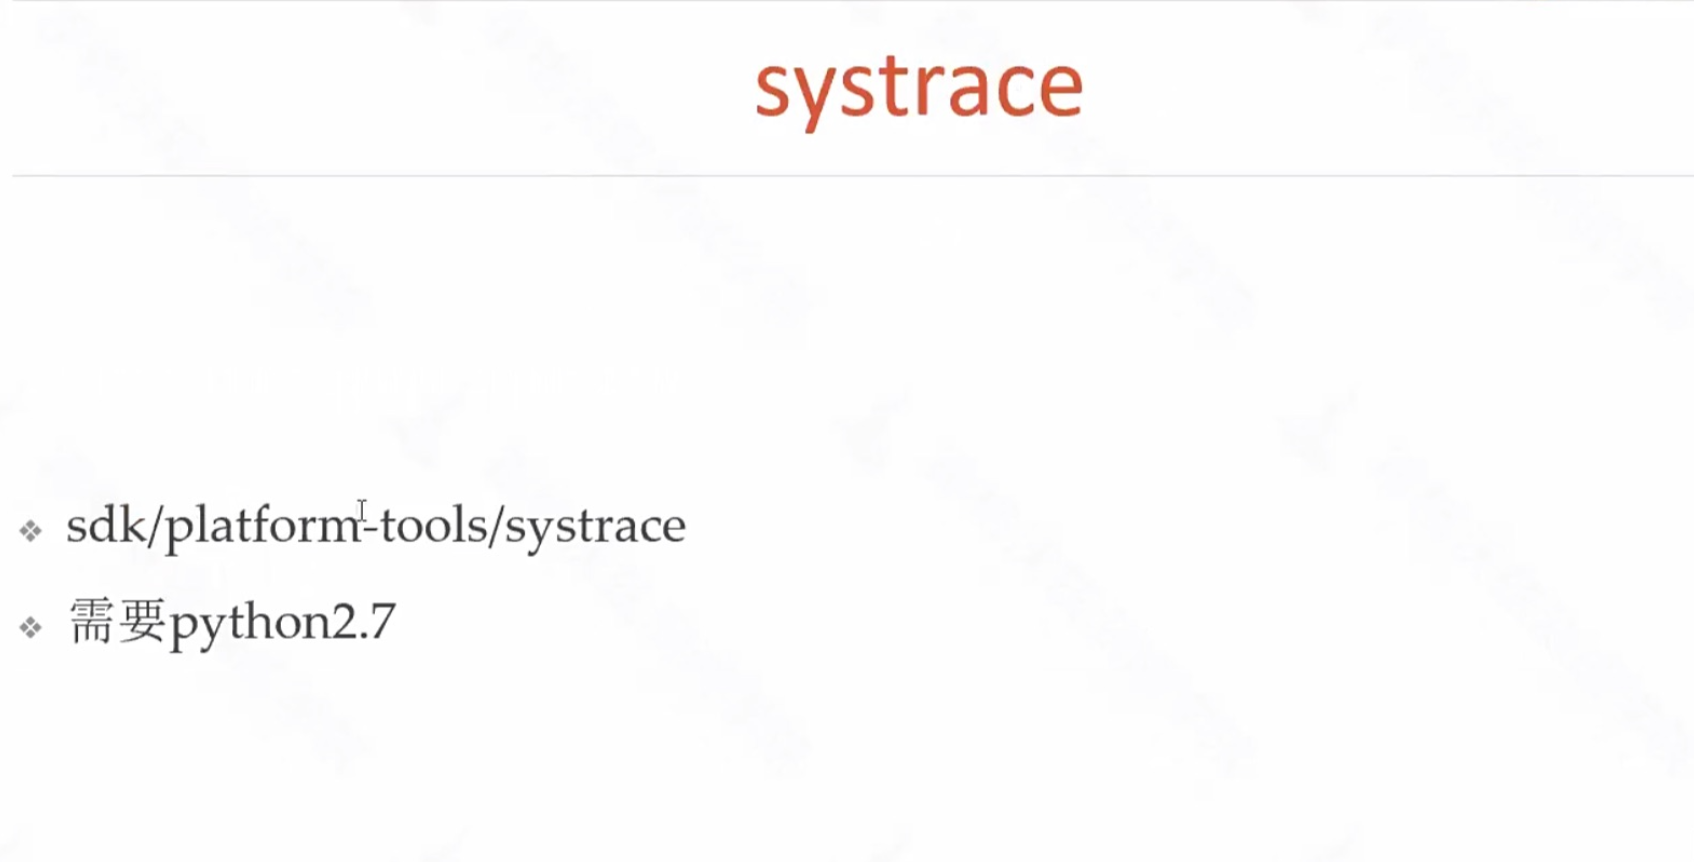 systrace
sdk/platform-tools/systrace
需要python2.7